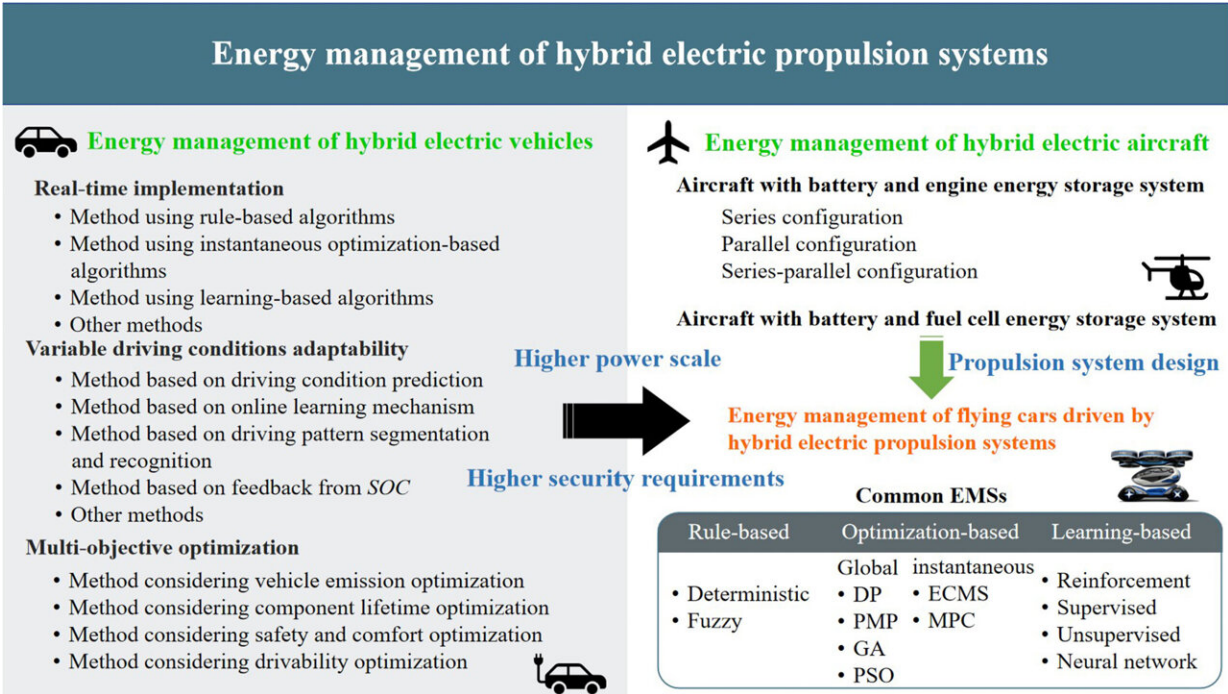 Energy management of hybrid electric propulsion systems
Energy management of hybrid electric vehicles
Real-time implementation
• Method using rule-based algorithms
• Method using instantaneous optimization-based
algorithms
• Method using learning-based algorithms
• Other methods
Variable driving conditions adaptability
• Method based on driving condition prediction
• Method based on online learning mechanism
• Method based on driving pattern segmentation
and recognition
• Method based on feedback from SOC
• Other methods
Multi-objective optimization
• Method considering vehicle emission optimization
• Method considering component lifetime optimization
• Method considering safety and comfort optimization
• Method considering drivability optimization
Higher power scale
Higher security requirements
Energy management of hybrid electric aircraft
Aircraft with battery and engine energy storage system
Series configuration
Parallel configuration
Series-parallel configuration
Aircraft with battery and fuel cell energy storage system
Propulsion system design
Energy management of flying cars driven by
hybrid electric propulsion systems
Common EMSs
Rule-based
• Deterministic
• Fuzzy
Optimization-based
Global
• DP
• PMP
• GA
• PSO
instantaneous
• ECMS
• MPC
Learning-based
• Reinforcement
• Supervised
• Unsupervised
• Neural network